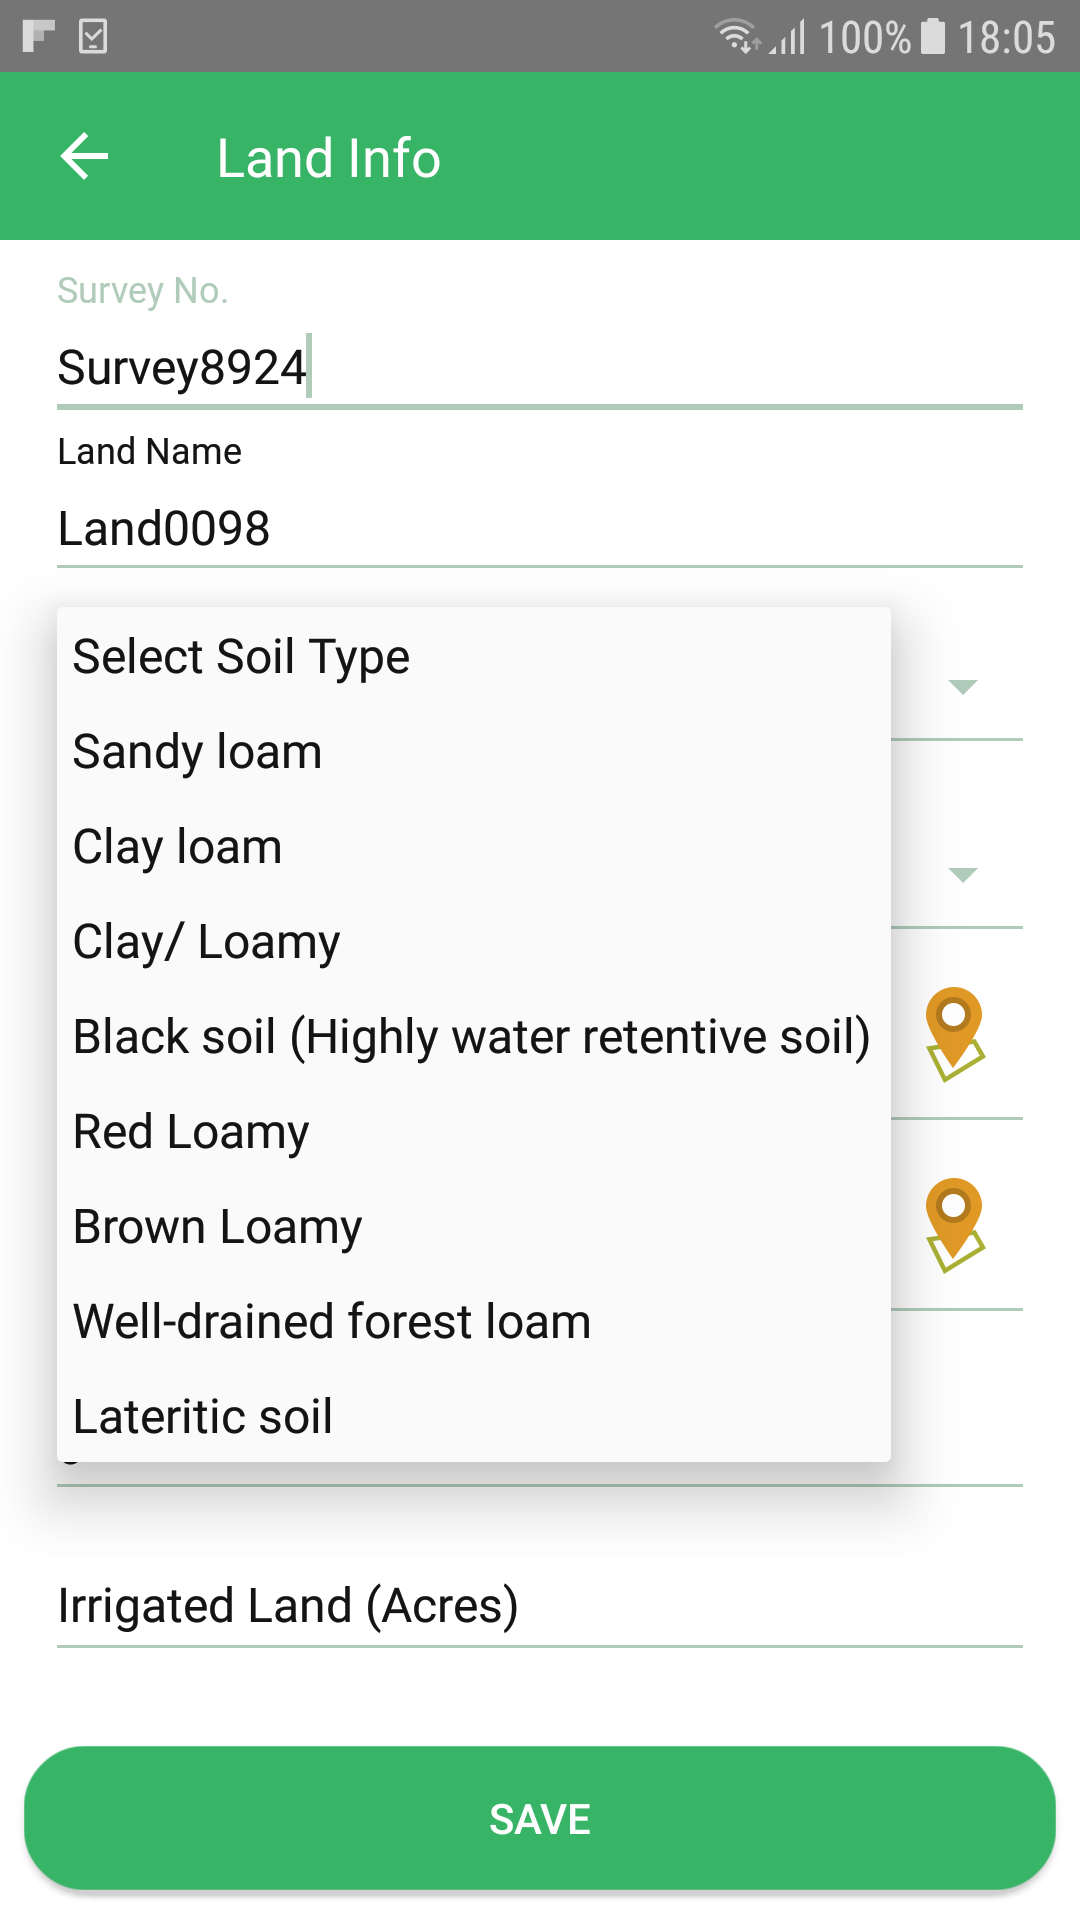 100% 18:05
Land Info
Survey No.
Survey8924
Land Name
Land0098
Select Soil Type
Sandy loam
Clay loam
Clay/ Loamy
Black soil (Highly water retentive soil)
Red Loamy
Brown Loamy
Well-drained forest loam
Lateritic soil
Irrigated Land (Acres)
SAVE